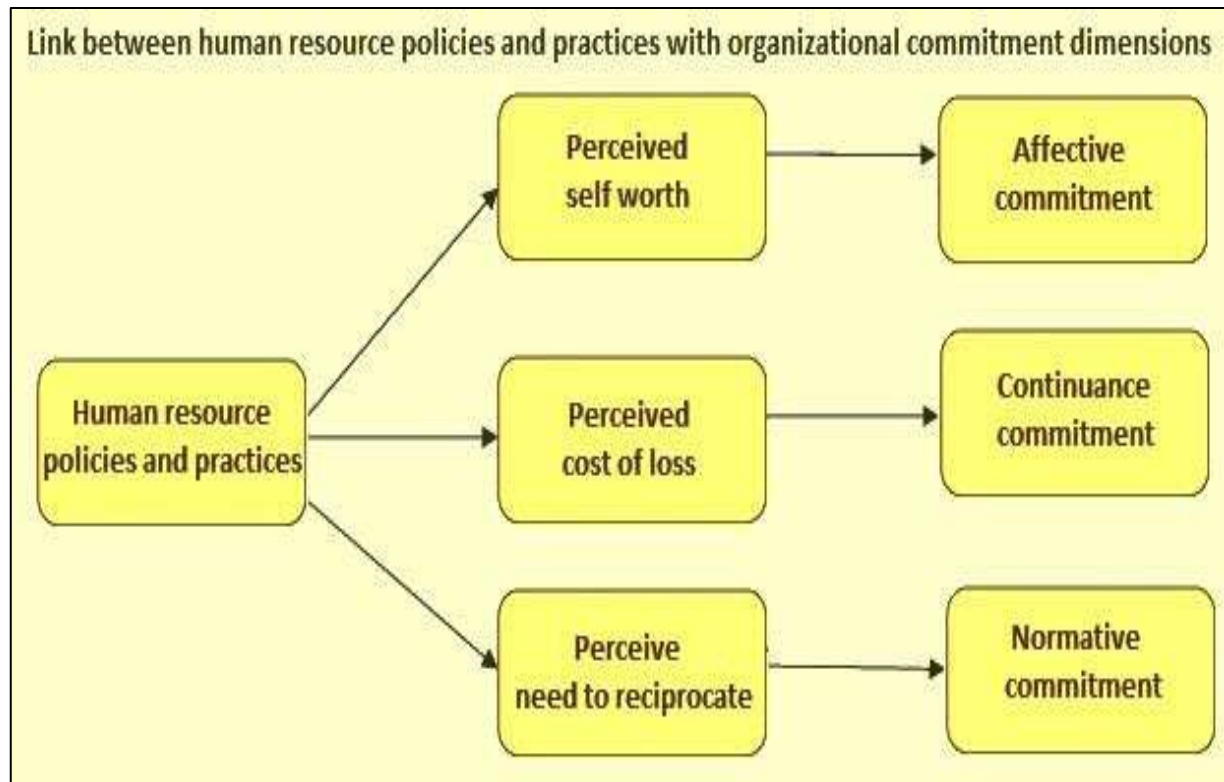 Link between human resource policies and practices with organizational commitment dimensions
Perceived
self worth
Affective
commitment
Human resource
policies and practices
Perceived
cost of loss
Continuance
commitment
Perceive
need to reciprocate
Normative
commitment